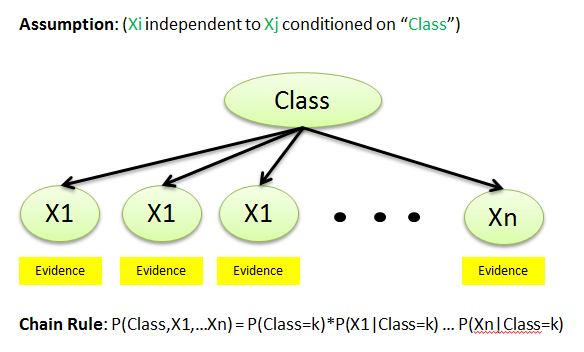 Assumption: (Xi independent to Xj conditioned on “Class”)
Class
X1 X1 X1 • • • Xn
Evidence Evidence Evidence Evidence
Chain Rule: P(Class,X1,...Xn) = P(Class=k)*P(X1|Class=k) ... P(Xn|Class=k)